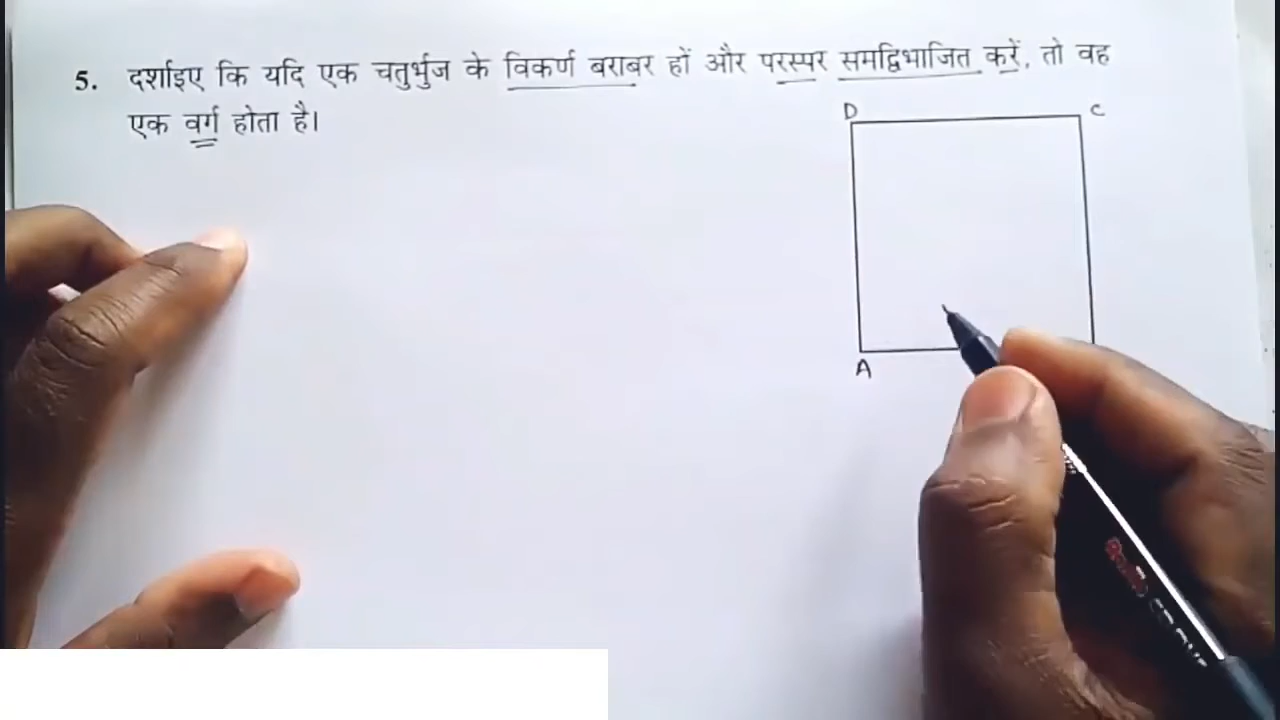 5. दर्शाइए कि यदि एक चतुर्भुज के विकर्ण बराबर हों और परस्पर समद्विभाजित करें, तो वह
एक वर्ग होता है।
D C
A